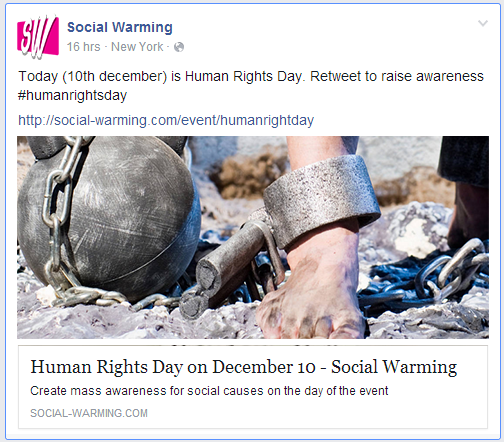 SW
Social Warming
16 hrs · New York ·
Today (10th december) is Human Rights Day. Retweet to raise awareness
#humanrightsday
http://social-warming.com/event/humanrightday
Human Rights Day on December 10 - Social Warming
Create mass awareness for social causes on the day of the event
SOCIAL-WARMING.COM